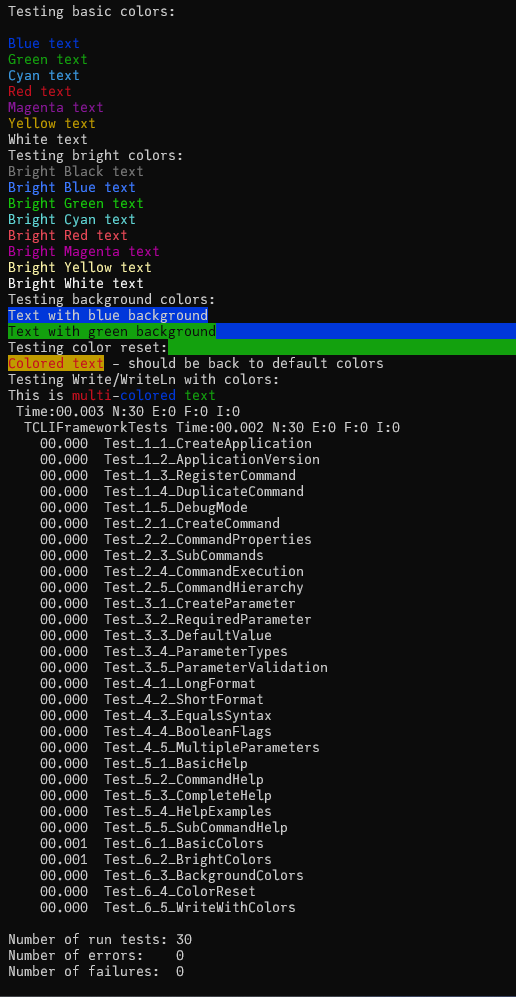 Testing basic colors:
Blue text
Green text
Cyan text
Red text
Magenta text
Yellow text
White text
Testing bright colors:
Bright Black text
Bright Blue text
Bright Green text
Bright Cyan text
Bright Red text
Bright Magenta text
Bright Yellow text
Bright White text
Testing background colors:
Text with blue background
Text with green background
Testing color reset:
Colored text - should be back to default colors
Testing Write/WriteLn with colors:
This is multi-colored text
Time:00.003 N:30 E:0 F:0 I:0
TCLIFrameworkTests Time:00.002 N:30 E:0 F:0 I:0
00.000  Test_1_1_CreateApplication
00.000  Test_1_2_ApplicationVersion
00.000  Test_1_3_RegisterCommand
00.000  Test_1_4_DuplicateCommand
00.000  Test_1_5_DebugMode
00.000  Test_2_1_CreateCommand
00.000  Test_2_2_CommandProperties
00.000  Test_2_3_SubCommands
00.000  Test_2_4_CommandExecution
00.000  Test_2_5_CommandHierarchy
00.000  Test_3_1_CreateParameter
00.000  Test_3_2_RequiredParameter
00.000  Test_3_3_DefaultValue
00.000  Test_3_4_ParameterTypes
00.000  Test_3_5_ParameterValidation
00.000  Test_4_1_LongFormat
00.000  Test_4_2_ShortFormat
00.000  Test_4_3_EqualsSyntax
00.000  Test_4_4_BooleanFlags
00.000  Test_4_5_MultipleParameters
00.000  Test_5_1_BasicHelp
00.000  Test_5_2_CommandHelp
00.000  Test_5_3_CompleteHelp
00.000  Test_5_4_HelpExamples
00.000  Test_5_5_SubCommandHelp
00.001  Test_6_1_BasicColors
00.001  Test_6_2_BrightColors
00.000  Test_6_3_BackgroundColors
00.000  Test_6_4_ColorReset
00.000  Test_6_5_WriteWithColors
Number of run tests: 30
Number of errors:    0
Number of failures:  0